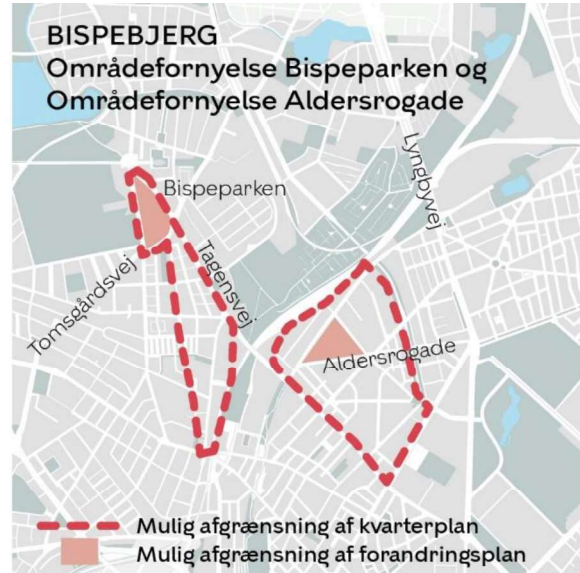 BISPEBJERG
Områdefornyelse Bispeparken og
Områdefornyelse Aldersrogade
Lyngbyvej
Bispeparken
Tagensvej
Tomsgårdsvej
Aldersrogade
Mulig afgrænsning af kvarterplan
Mulig afgrænsning af forandringsplan